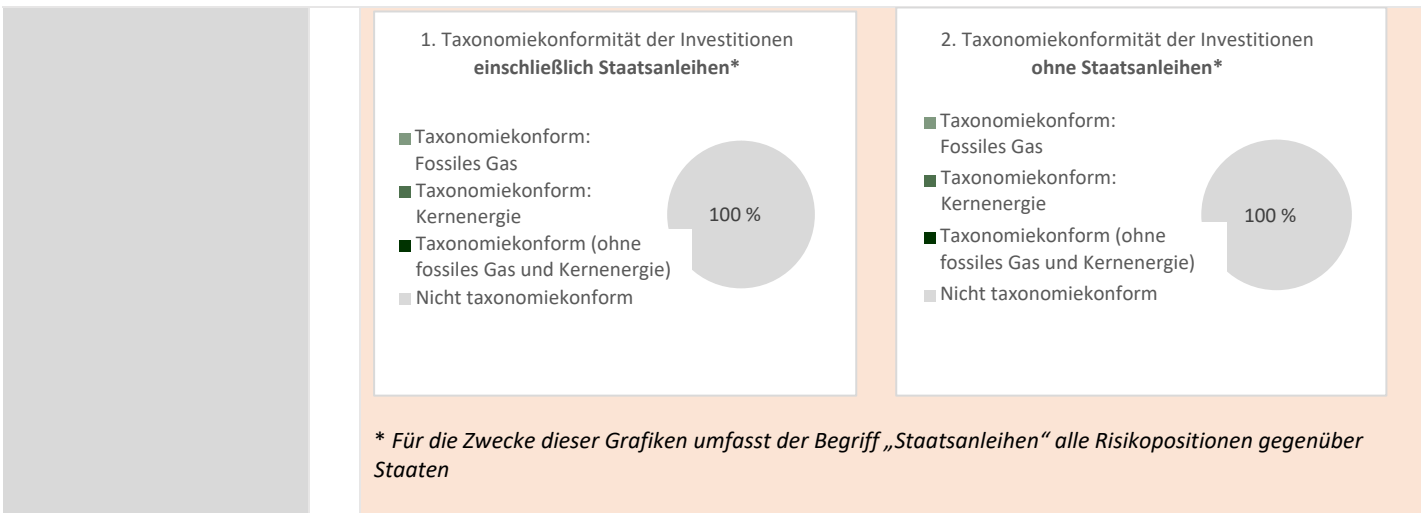 1. Taxonomiekonformität der Investitionen
einschließlich Staatsanleihen*
Taxonomiekonform:
Fossiles Gas
Taxonomiekonform:
Kernenergie
Taxonomiekonform (ohne
fossiles Gas und Kernenergie)
Nicht taxonomiekonform
100 %
2. Taxonomiekonformität der Investitionen
ohne Staatsanleihen*
Taxonomiekonform:
Fossiles Gas
Taxonomiekonform:
Kernenergie
Taxonomiekonform (ohne
fossiles Gas und Kernenergie)
Nicht taxonomiekonform
100 %
* Für die Zwecke dieser Grafiken umfasst der Begriff „Staatsanleihen“ alle Risikopositionen gegenüber
Staaten